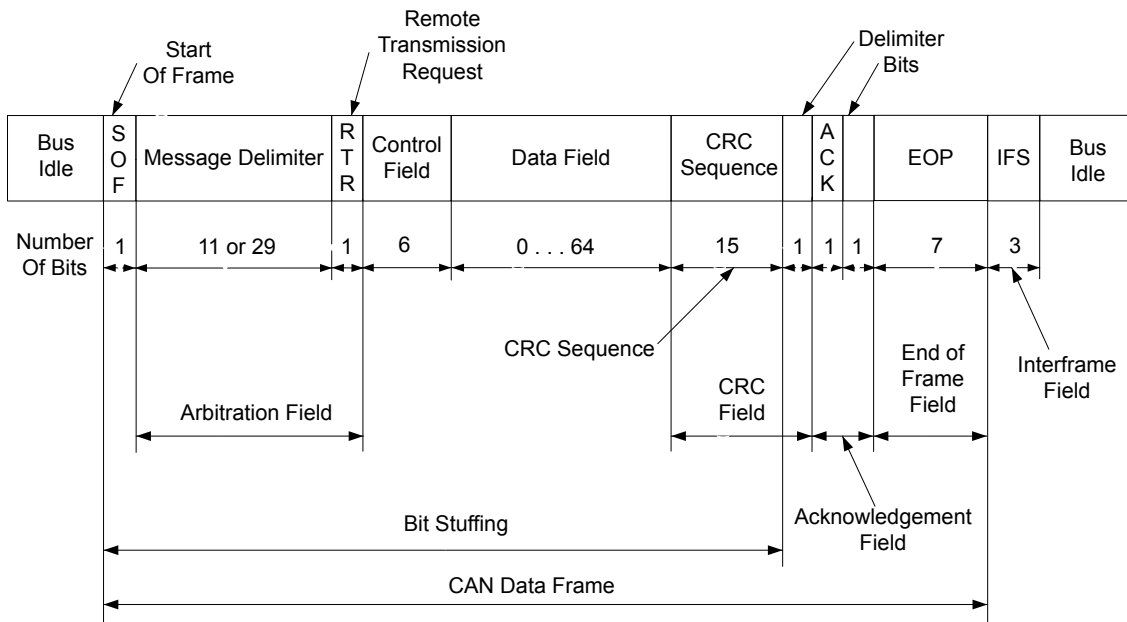 Start
Of Frame
Remote
Transmission
Request
Delimiter
Bits
Bus
Idle
S
O
F
Message Delimiter
R
T
R
Control
Field
Data Field
CRC
Sequence
A
C
K
EOP
IFS
Bus
Idle
Number
Of Bits
1
11 or 29
1
6
0 . . . 64
15
1
1
1
7
3
CRC Sequence
Arbitration Field
CRC
Field
End of
Frame
Field
Interframe
Field
Bit Stuffing
Acknowledgement
Field
CAN Data Frame